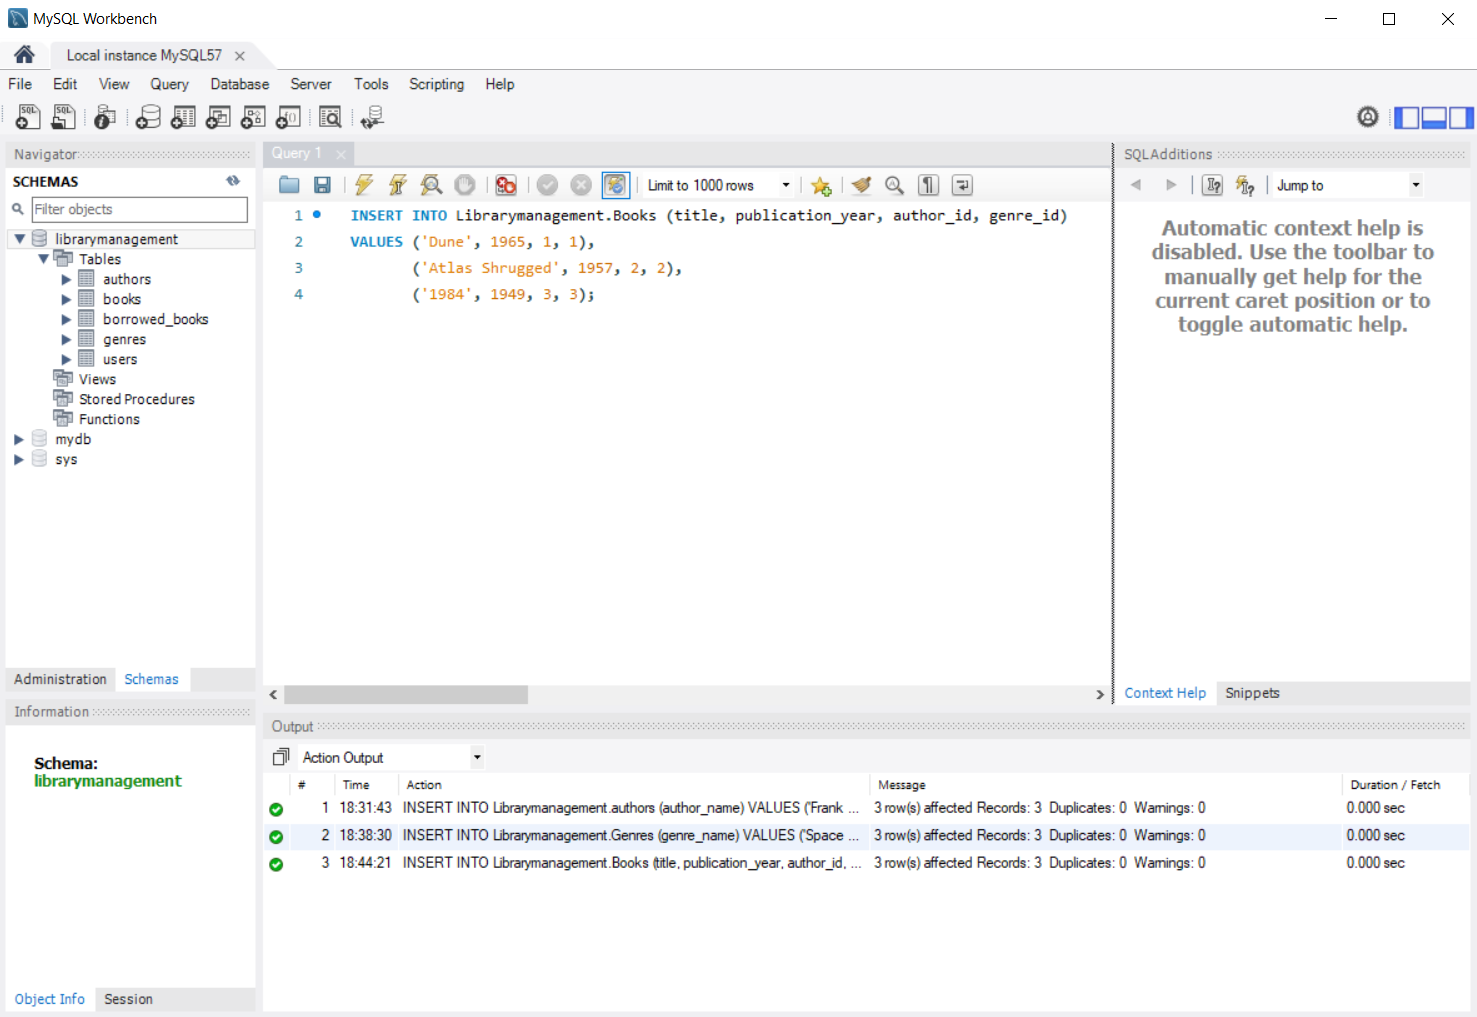 MySQL Workbench
Local instance MySQL57
File Edit View Query Database Server Tools Scripting Help
Navigator
SCHEMAS
Filter objects
librarymanagement
Tables
authors
books
borrowed_books
genres
users
Views
Stored Procedures
Functions
mydb
sys
Administration Schemas
Information
Schema:
librarymanagement
Object Info Session
Query 1
Limit to 1000 rows
1 INSERT INTO Librarymanagement.Books (title, publication_year, author_id, genre_id)
2 VALUES ('Dune', 1965, 1, 1),
3 ('Atlas Shrugged', 1957, 2, 2),
4 ('1984', 1949, 3, 3);
SQLAdditions
Jump to
Automatic context help is
disabled. Use the toolbar to
manually get help for the
current caret position or to
toggle automatic help.
Context Help Snippets
Output
Action Output
# Time Action Message Duration / Fetch
1 18:31:43 INSERT INTO Librarymanagement.authors (author_name) VALUES ('Frank ... 3 row(s) affected Records: 3 Duplicates: 0 Warnings: 0 0.000 sec
2 18:38:30 INSERT INTO Librarymanagement.Genres (genre_name) VALUES ('Space ... 3 row(s) affected Records: 3 Duplicates: 0 Warnings: 0 0.000 sec
3 18:44:21 INSERT INTO Librarymanagement.Books (title, publication_year, author_id, ... 3 row(s) affected Records: 3 Duplicates: 0 Warnings: 0 0.000 sec